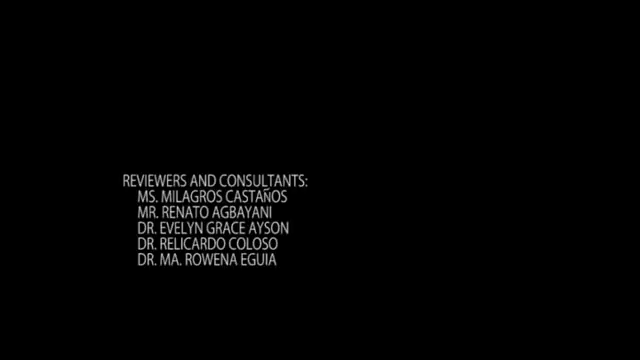 REVIEWERS AND CONSULTANTS:
MS. MILAGROS CASTAñOS
MR. RENATO AGBAYANI
DR. EVELYN GRACE AYSON
DR. RELICARDO COLOSO
DR. MA. ROWENA EGUIA